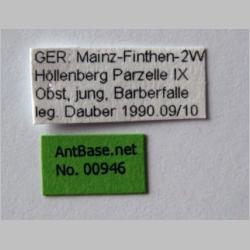 GER: Mainz-Finthen-2W
Höllenberg Parzelle IX
Obst, jung, Barberfalle
leg. Dauber 1990.09/10
AntBase.net
No. 00946